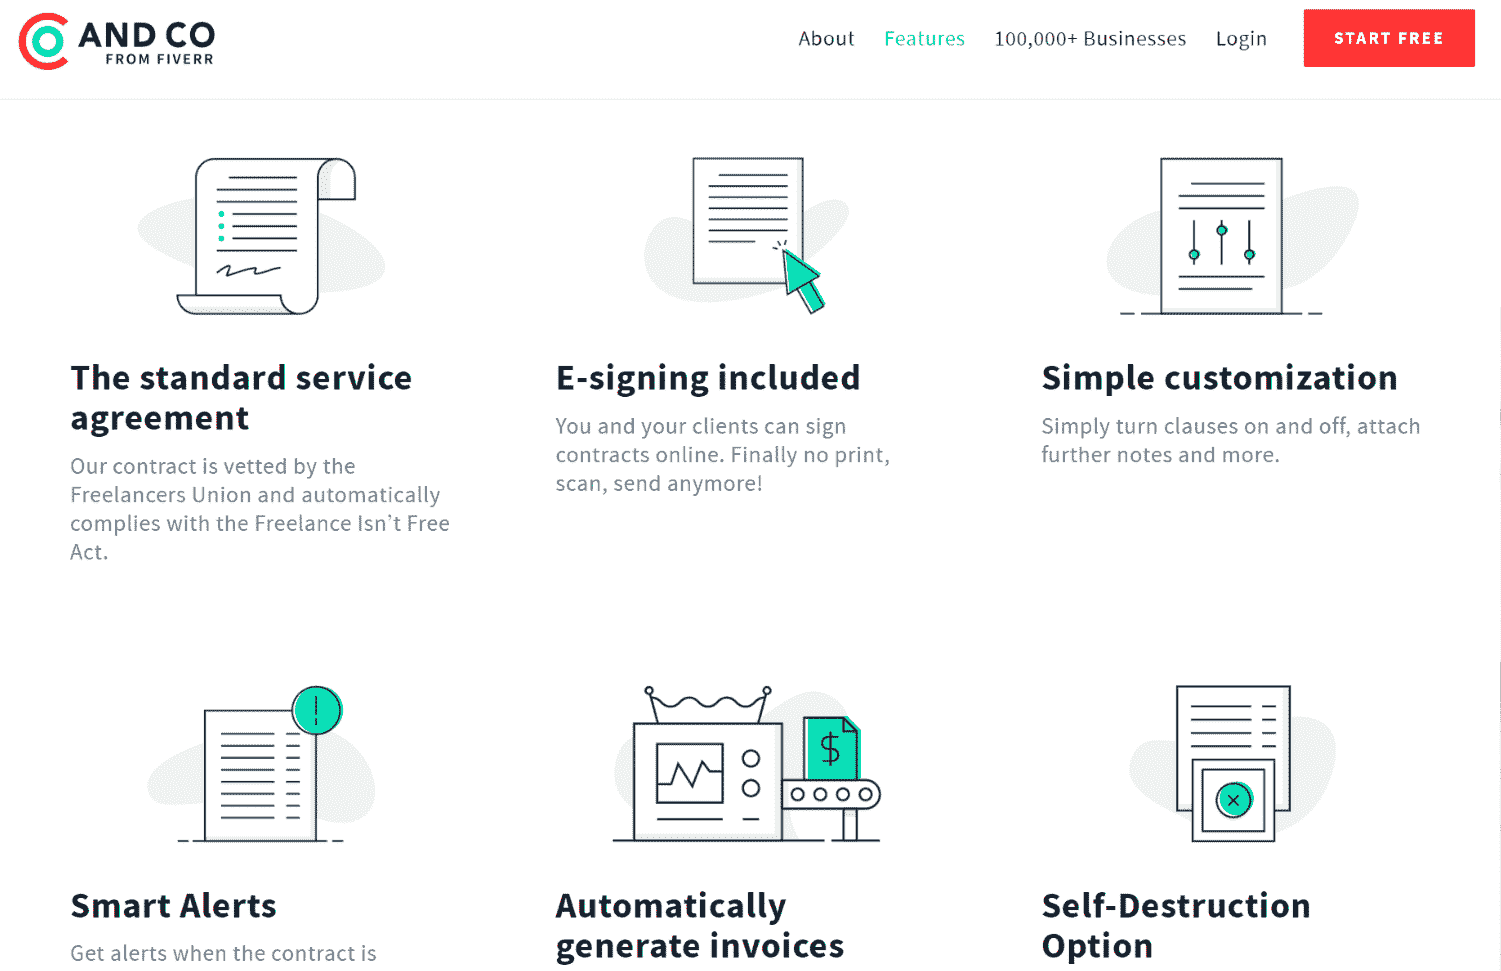 AND CO
FROM FIVERR
About Features 100,000+ Businesses Login START FREE
The standard service
agreement
Our contract is vetted by the
Freelancers Union and automatically
complies with the Freelance Isn't Free
Act.
E-signing included
You and your clients can sign
contracts online. Finally no print,
scan, send anymore!
Simple customization
Simply turn clauses on and off, attach
further notes and more.
$
Smart Alerts
Get alerts when the contract is
Automatically
generate invoices
Self-Destruction
Option